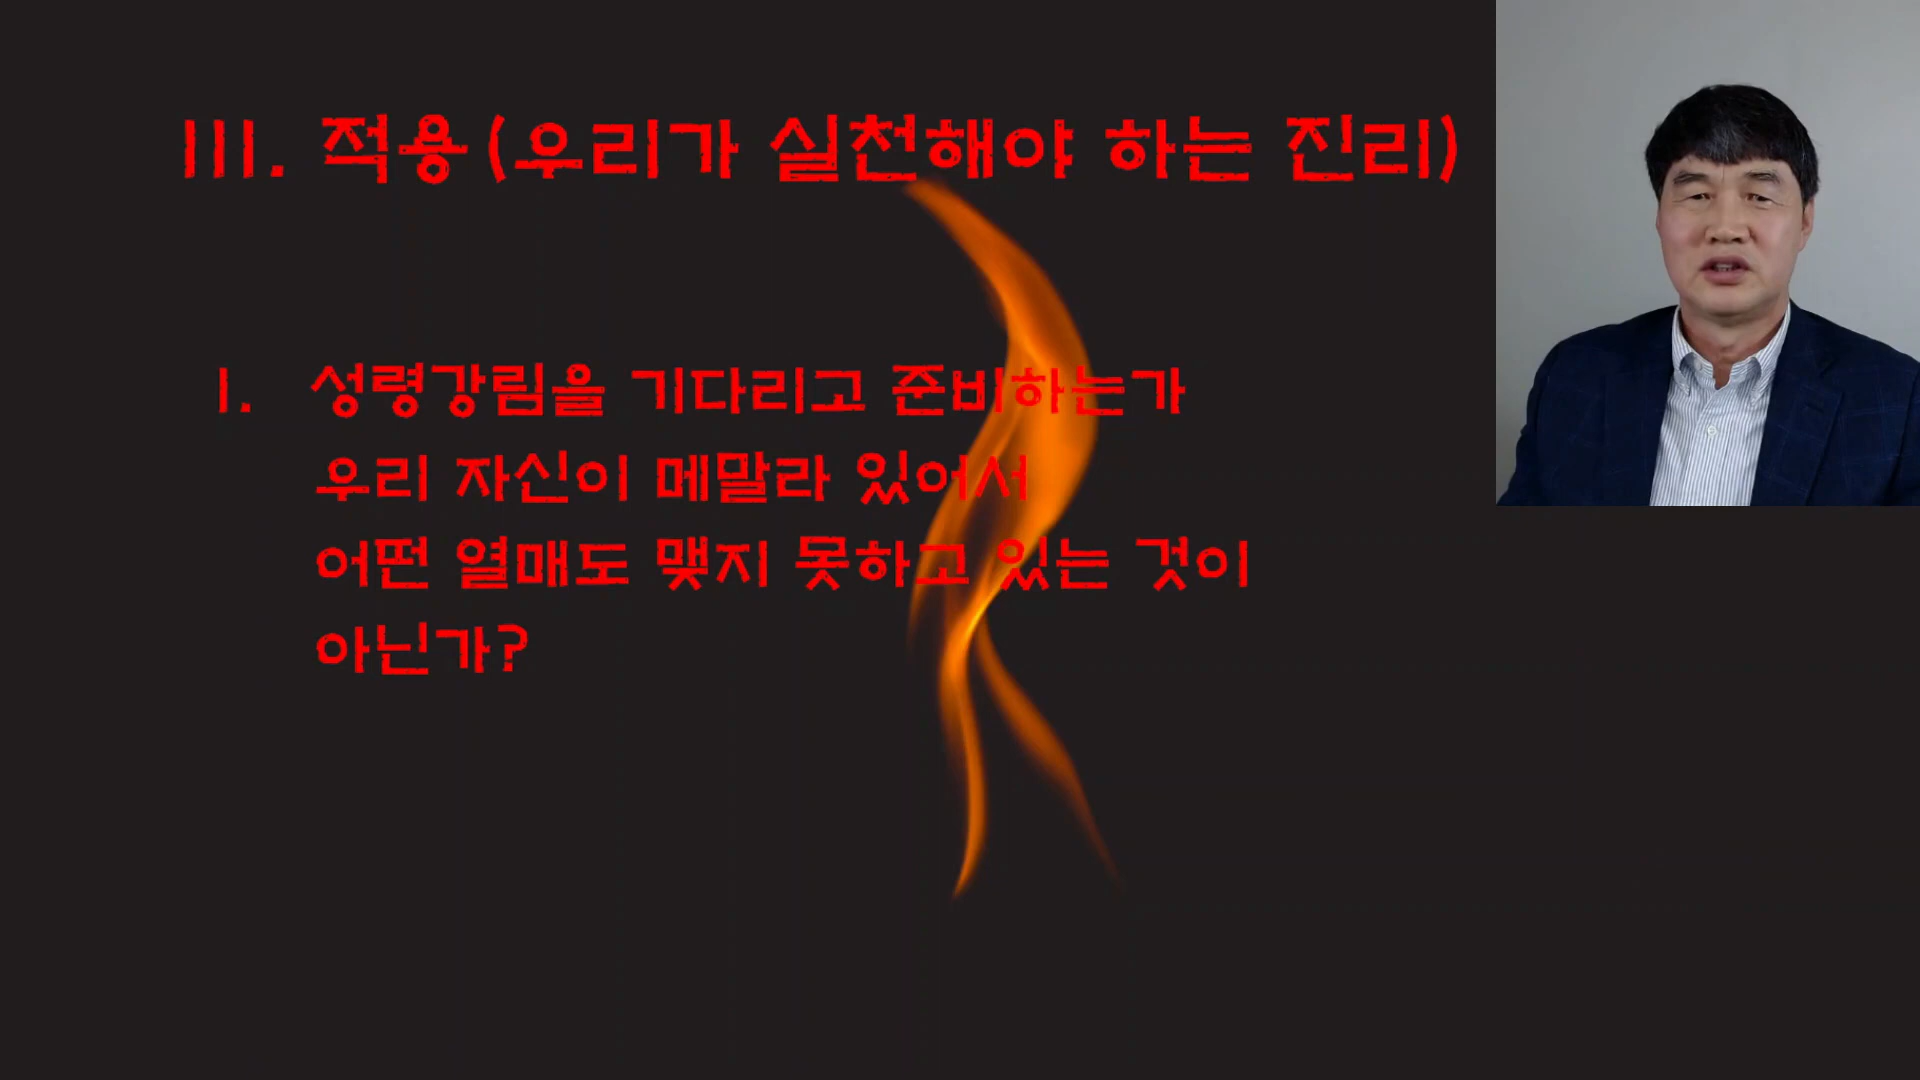 III. 적용(우리가 실천해야 하는 진리)
1. 성령강림을 기다리고 준비하는가
우리 자신이 메말라 있어서
어떤 열매도 맺지 못하고 있는 것이
아닌가?